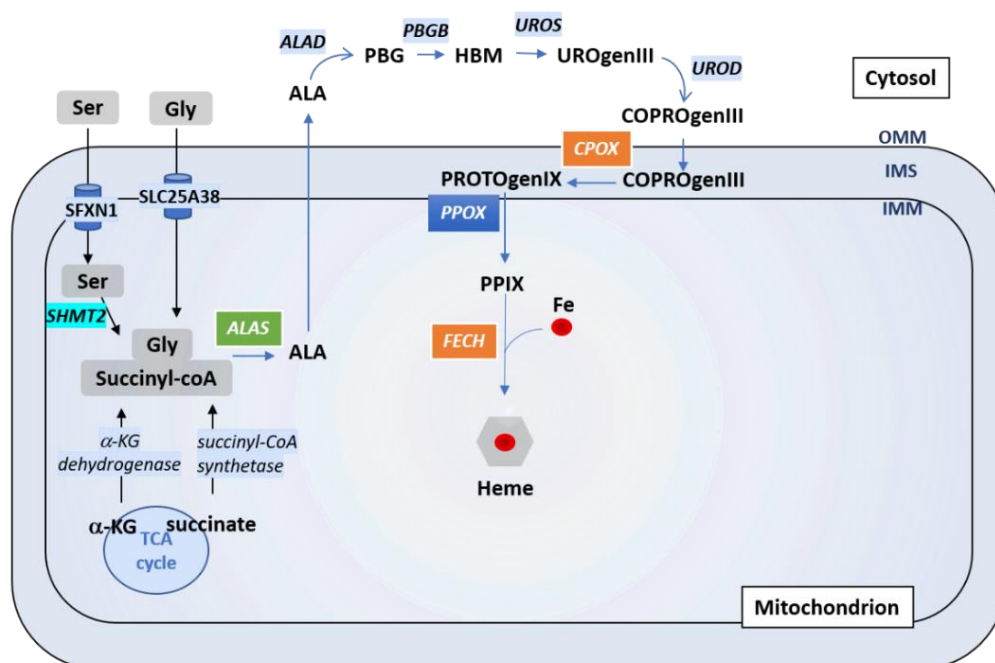 ALAD
PBGB
UROS
PBG
HBM
UROgenIII
UROD
Cytosol
ALA
Ser
Gly
COPROgenIII
OMM
CPOX
IMS
PROTOgenIX
COPROgenIII
SFXN1
SLC25A38
IMM
PPOX
Ser
PPIX
SHMT2
Fe
ALAS
FECH
Gly
ALA
Succinyl-coA
α-KG
dehydrogenase
succinyl-CoA
synthetase
Heme
α-KG
succinate
TCA
cycle
Mitochondrion